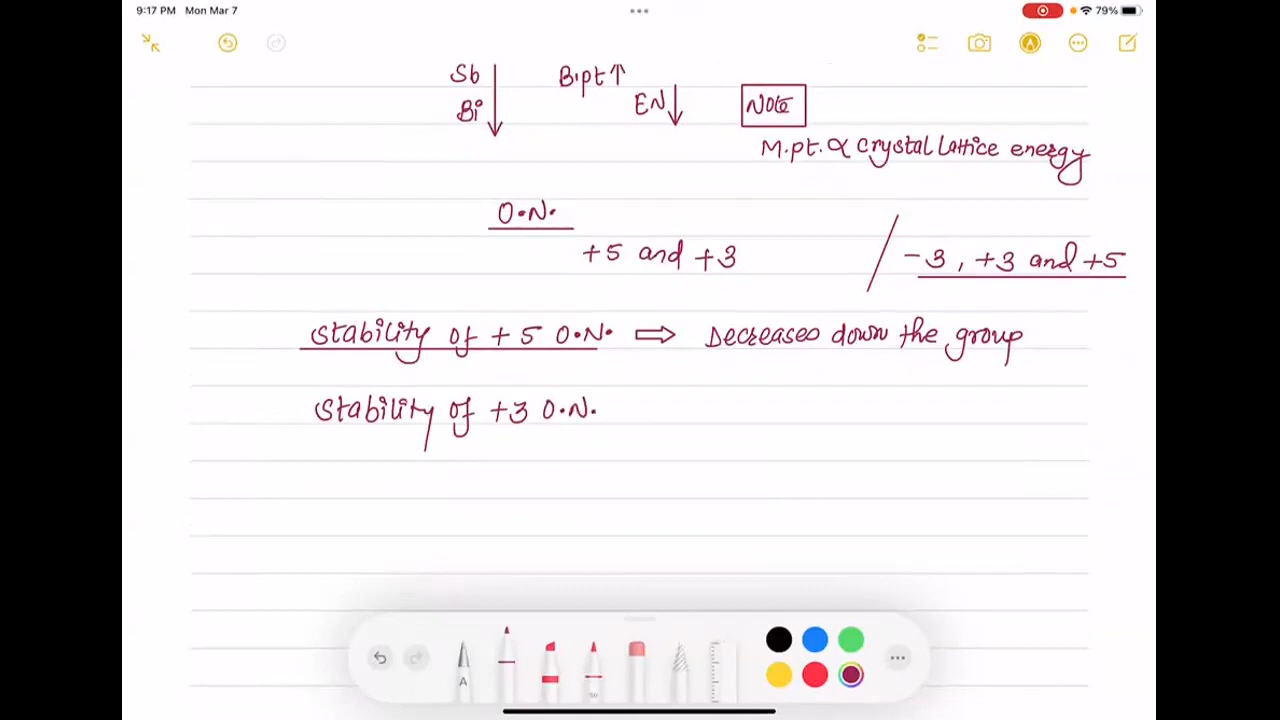 9:17 PM Mon Mar 7
79%
Sb
B.pt ↑
Bi
EN ↓
Note
M.pt. ∝ Crystal Lattice energy
O.N.
+5 and +3
/ -3, +3 and +5
Stability of +5 O.N. ⇒ Decreases down the group
Stability of +3 O.N.
A
50